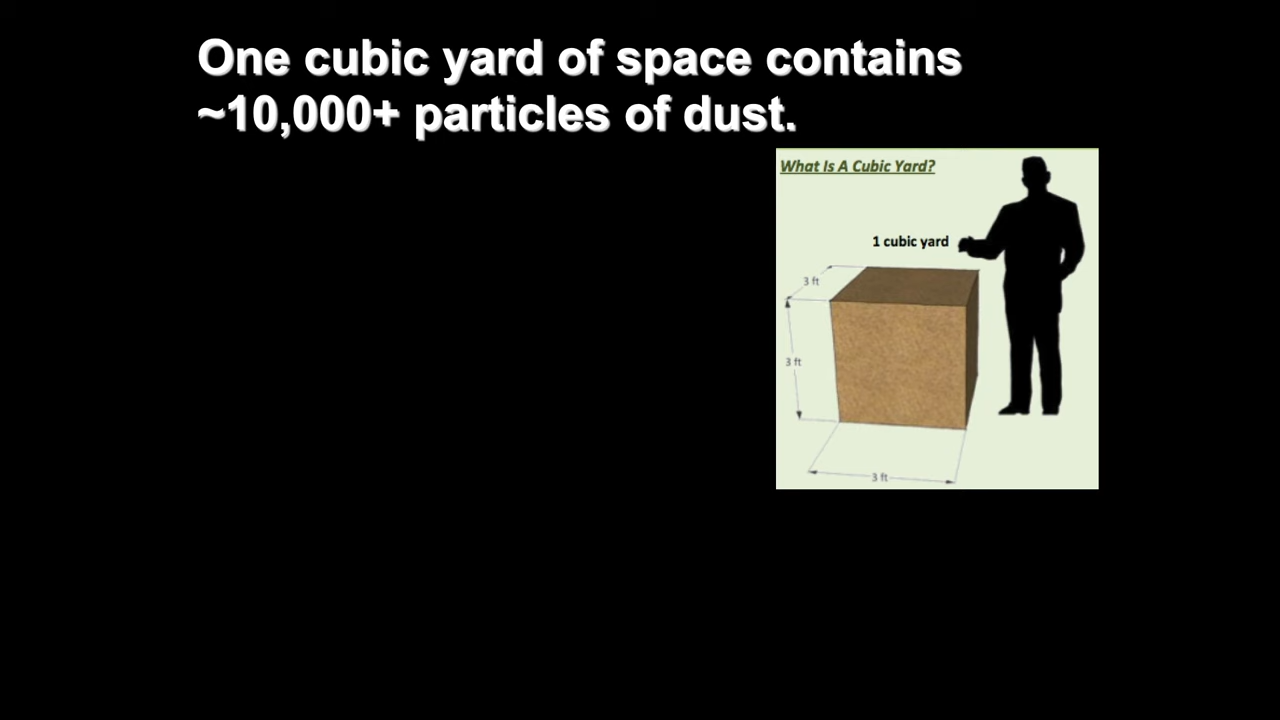 One cubic yard of space contains
~10,000+ particles of dust.
What Is A Cubic Yard?
1 cubic yard
3 ft
3 ft
3 ft